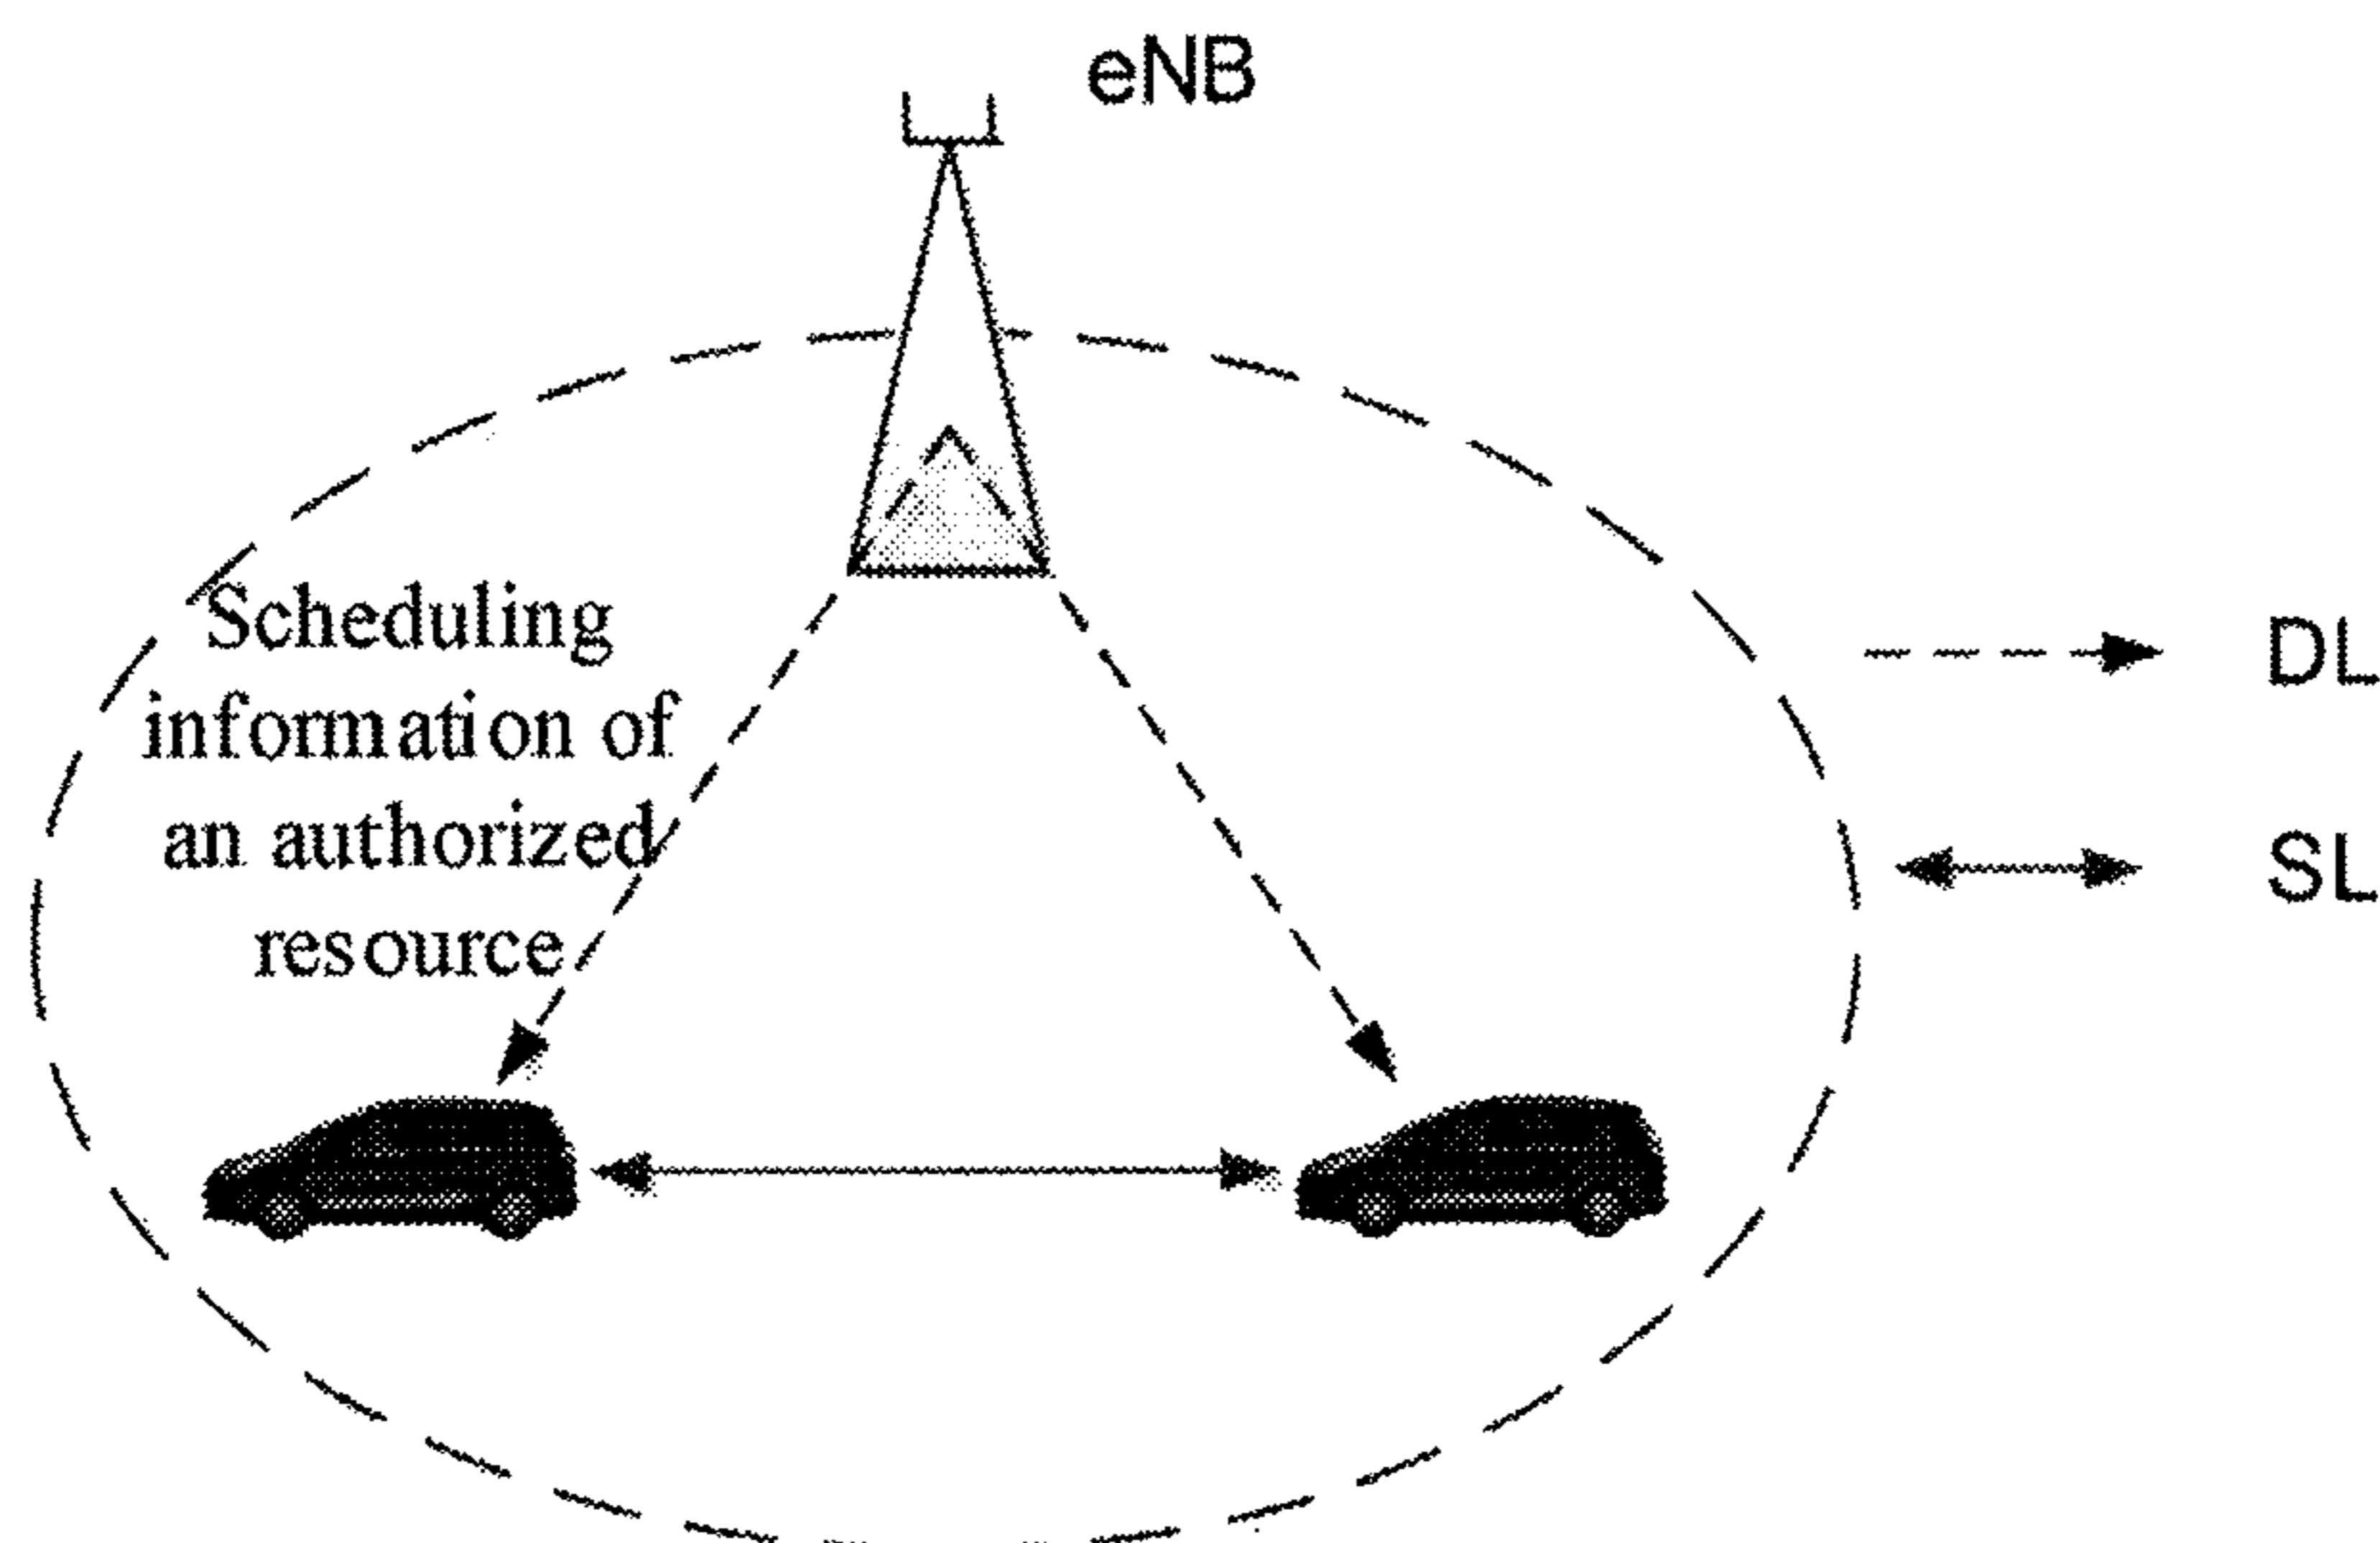 eNB
Scheduling
information of
an authorized
resource
DL
SL